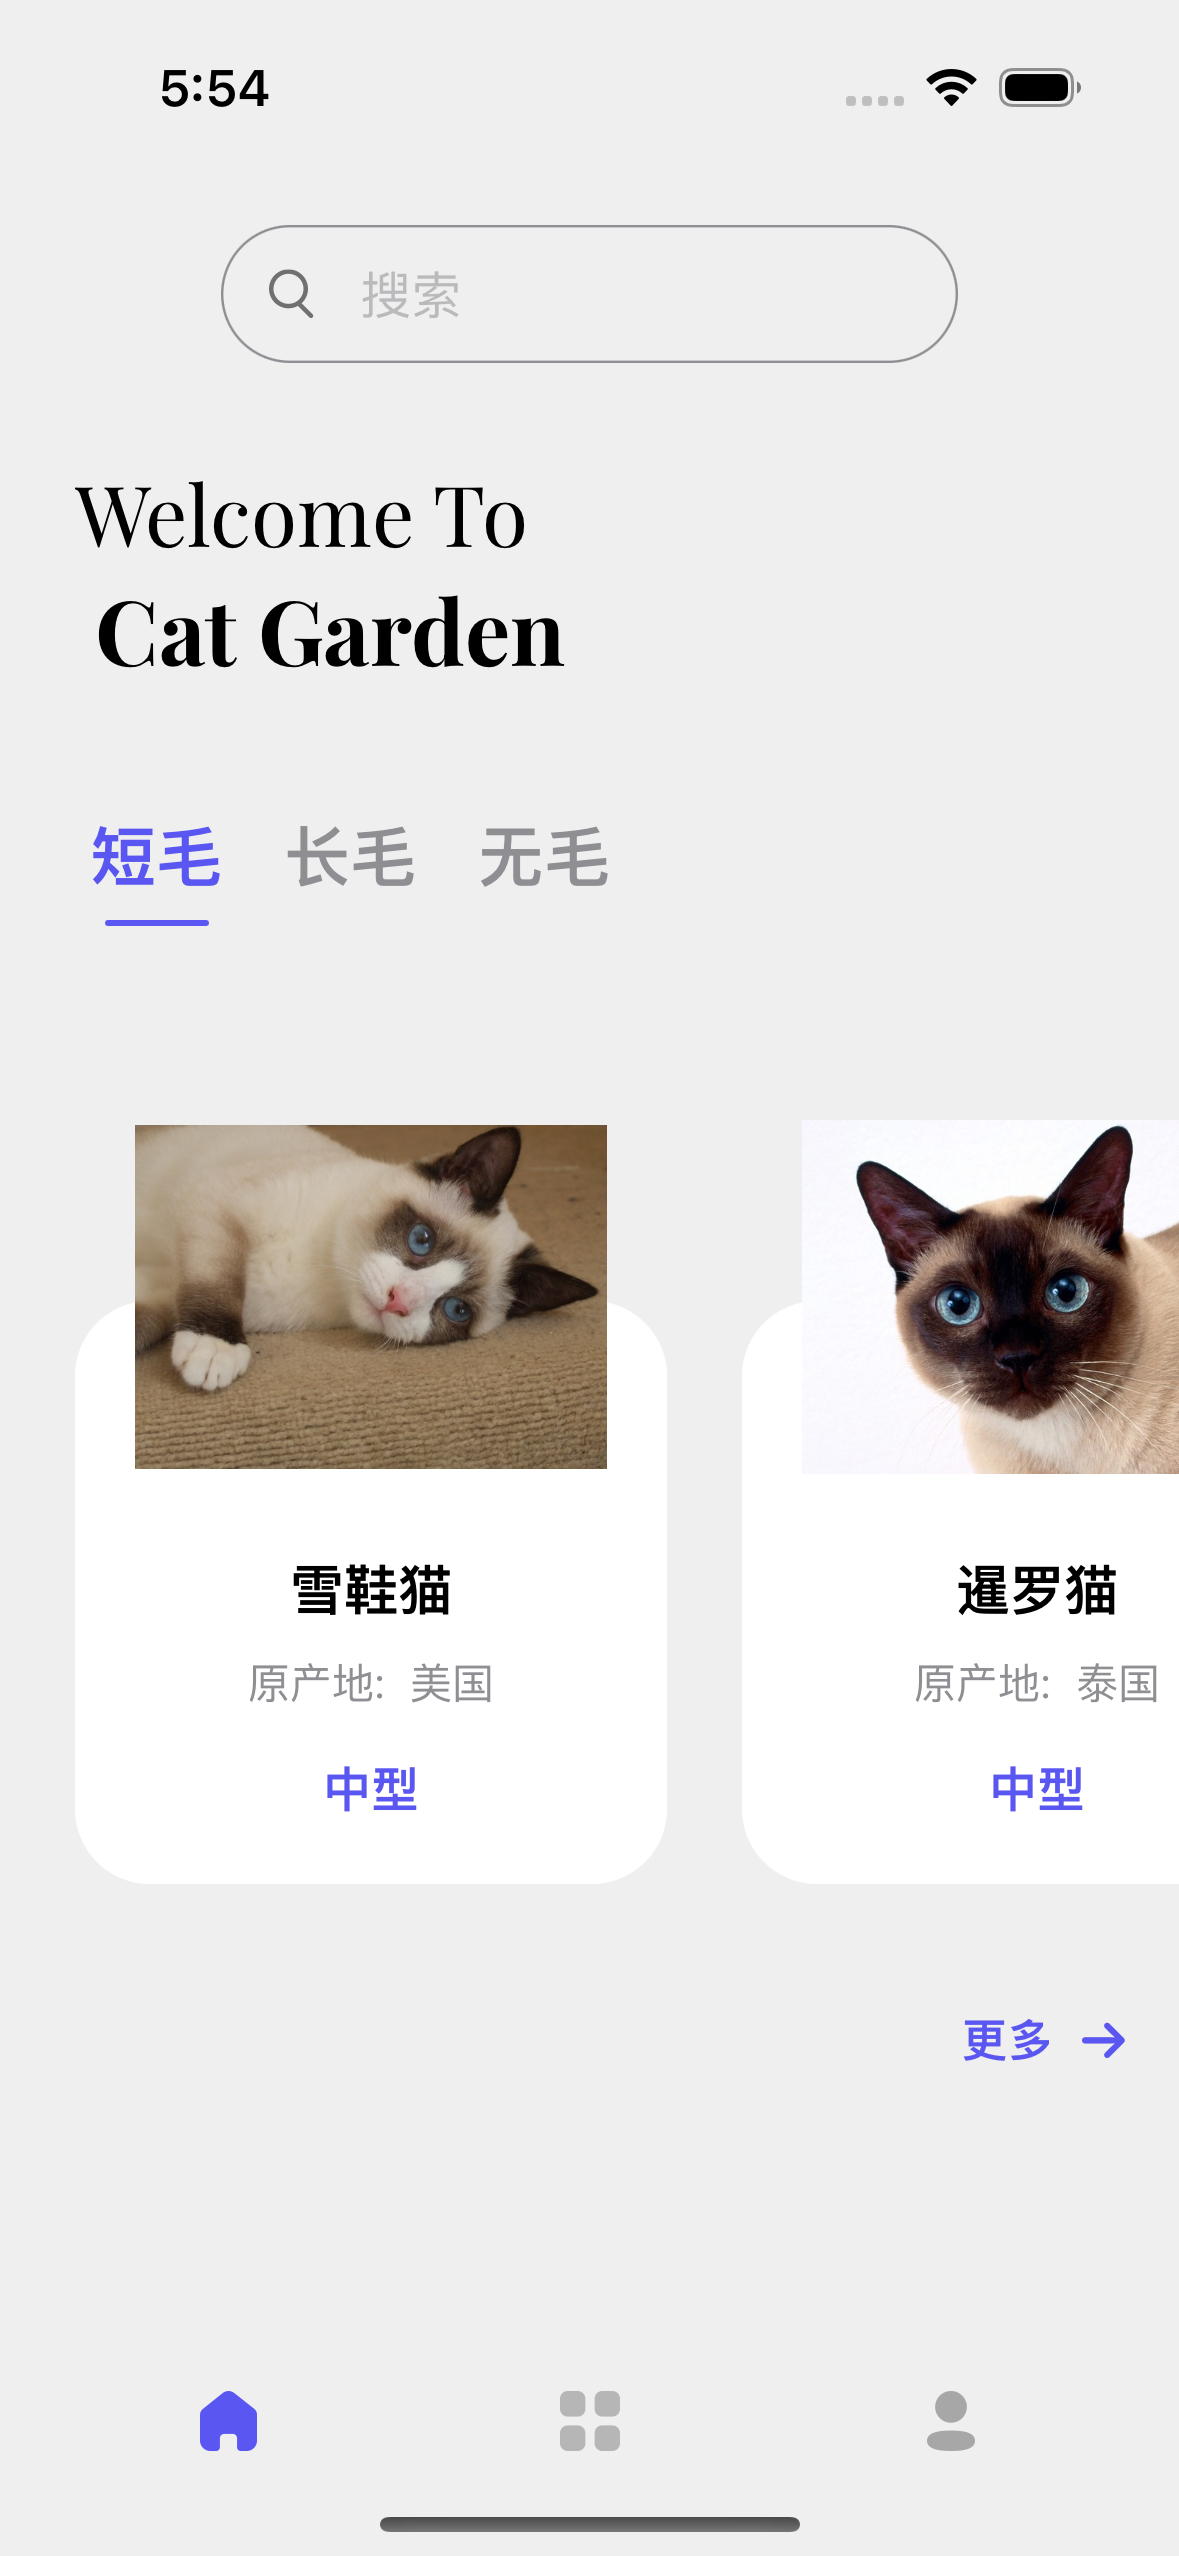 5:54
搜索
Welcome To
Cat Garden
短毛 长毛 无毛
雪鞋猫
原产地: 美国
中型
暹罗猫
原产地: 泰国
中型
更多